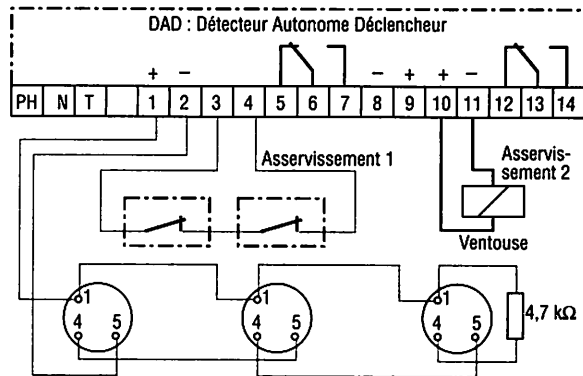 DAD : Détecteur Autonome Déclencheur
+ − − + + −
PH N T 1 2 3 4 5 6 7 8 9 10 11 12 13 14
Asservissement 1
Asservis-
sement 2
Ventouse
1 1 1
4 5 4 5 4 5
4,7 kΩ